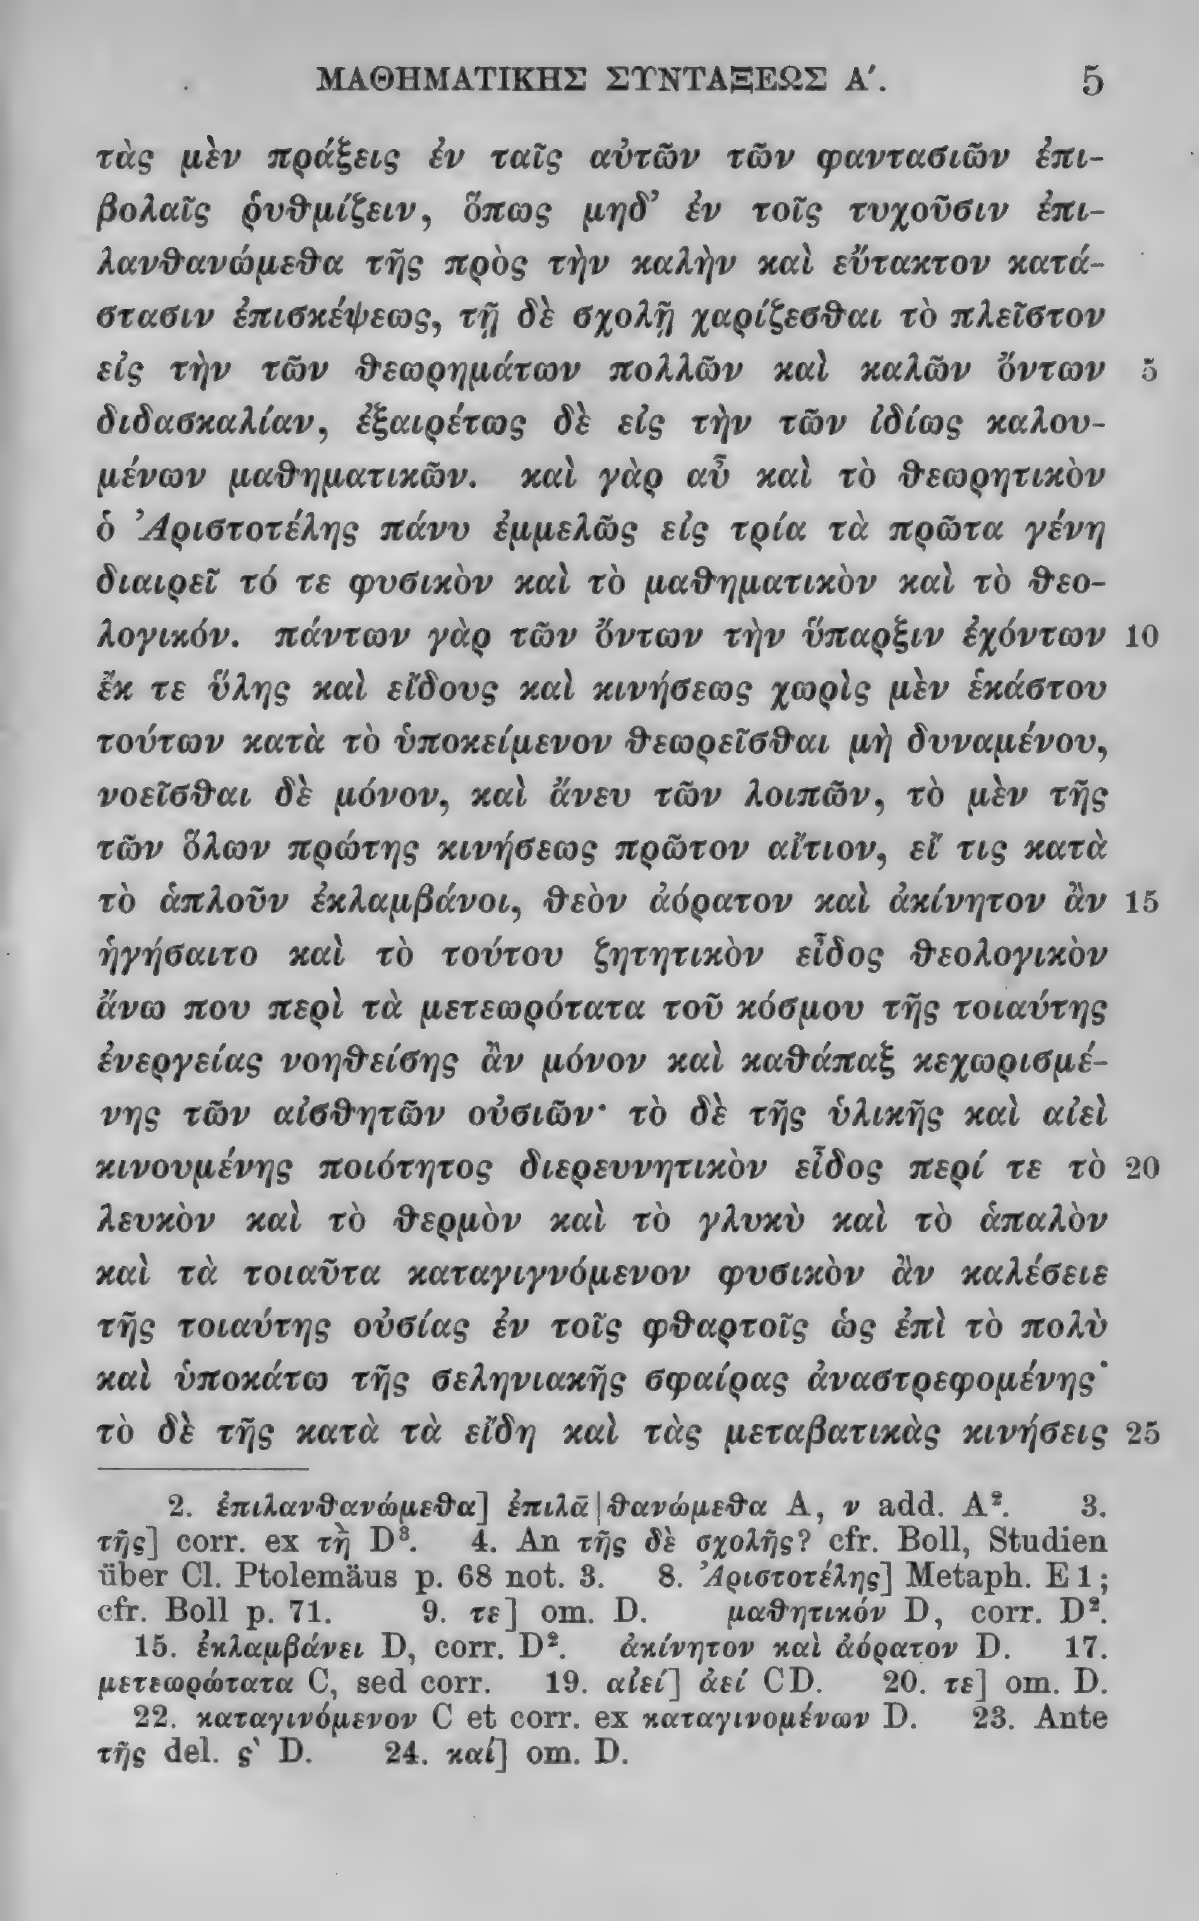 ΜΑΘΗΜΑΤΙΚΗΣ ΣΥΝΤΑΞΕΩΣ Α΄. 5
τὰς μὲν πράξεις ἐν ταῖς αὐτῶν τῶν φαντασιῶν ἐπι-
βολαῖς ῥυθμίζειν, ὅπως μηδ’ ἐν τοῖς τυχοῦσιν ἐπι-
λανθανώμεθα τῆς πρὸς τὴν καλὴν καὶ εὔτακτον κατά-
στασιν ἐπισκέψεως, τῇ δὲ σχολῇ χαρίζεσθαι τὸ πλεῖστον
εἰς τὴν τῶν θεωρημάτων πολλῶν καὶ καλῶν ὄντων 5
διδασκαλίαν, ἐξαιρέτως δὲ εἰς τὴν τῶν ἰδίως καλου-
μένων μαθηματικῶν. καὶ γὰρ αὖ καὶ τὸ θεωρητικὸν
ὁ Ἀριστοτέλης πάνυ ἐμμελῶς εἰς τρία τὰ πρῶτα γένη
διαιρεῖ τό τε φυσικὸν καὶ τὸ μαθηματικὸν καὶ τὸ θεο-
λογικόν. πάντων γὰρ τῶν ὄντων τὴν ὕπαρξιν ἐχόντων 10
ἔκ τε ὕλης καὶ εἴδους καὶ κινήσεως χωρὶς μὲν ἑκάστου
τούτων κατὰ τὸ ὑποκείμενον θεωρεῖσθαι μὴ δυναμένου,
νοεῖσθαι δὲ μόνον, καὶ ἄνευ τῶν λοιπῶν, τὸ μὲν τῆς
τῶν ὅλων πρώτης κινήσεως πρῶτον αἴτιον, εἴ τις κατὰ
τὸ ἁπλοῦν ἐκλαμβάνοι, θεὸν ἀόρατον καὶ ἀκίνητον ἂν 15
ἡγήσαιτο καὶ τὸ τούτου ζητητικὸν εἶδος θεολογικὸν
ἄνω που περὶ τὰ μετεωρότατα τοῦ κόσμου τῆς τοιαύτης
ἐνεργείας νοηθείσης ἂν μόνον καὶ καθάπαξ κεχωρισμέ-
νης τῶν αἰσθητῶν οὐσιῶν· τὸ δὲ τῆς ὑλικῆς καὶ αἰεὶ
κινουμένης ποιότητος διερευνητικὸν εἶδος περί τε τὸ 20
λευκὸν καὶ τὸ θερμὸν καὶ τὸ γλυκὺ καὶ τὸ ἁπαλὸν
καὶ τὰ τοιαῦτα καταγιγνόμενον φυσικὸν ἂν καλέσειε
τῆς τοιαύτης οὐσίας ἐν τοῖς φθαρτοῖς ὡς ἐπὶ τὸ πολὺ
καὶ ὑποκάτω τῆς σεληνιακῆς σφαίρας ἀναστρεφομένης·
τὸ δὲ τῆς κατὰ τὰ εἴδη καὶ τὰς μεταβατικὰς κινήσεις 25
2. ἐπιλανθανώμεθα] ἐπιλᾱ|θανώμεθα A, ν add. A². 3.
τῆς] corr. ex τὴ D³. 4. An τῆς δὲ σχολῆς? cfr. Boll, Studien
über Cl. Ptolemäus p. 68 not. 3. 8. Ἀριστοτέλης] Metaph. E 1;
cfr. Boll p. 71. 9. τε] om. D. μαθητικόν D, corr. D².
15. ἐκλαμβάνει D, corr. D². ἀκίνητον καὶ ἀόρατον D. 17.
μετεωρώτατα C, sed corr. 19. αἰεί] ἀεί CD. 20. τε] om. D.
22. καταγινόμενον C et corr. ex καταγινομένων D. 23. Ante
τῆς del. ς‵ D. 24. καί] om. D.